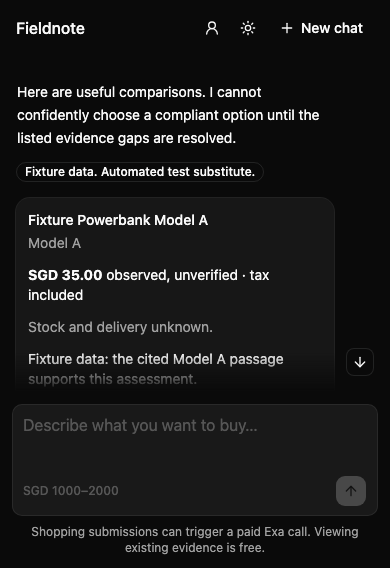 Fieldnote
+ New chat
Here are useful comparisons. I cannot
confidently choose a compliant option until the
listed evidence gaps are resolved.
Fixture data. Automated test substitute.
Fixture Powerbank Model A
Model A
SGD 35.00 observed, unverified · tax
included
Stock and delivery unknown.
Fixture data: the cited Model A passage
supports this assessment.
Describe what you want to buy...
SGD 1000–2000
Shopping submissions can trigger a paid Exa call. Viewing
existing evidence is free.